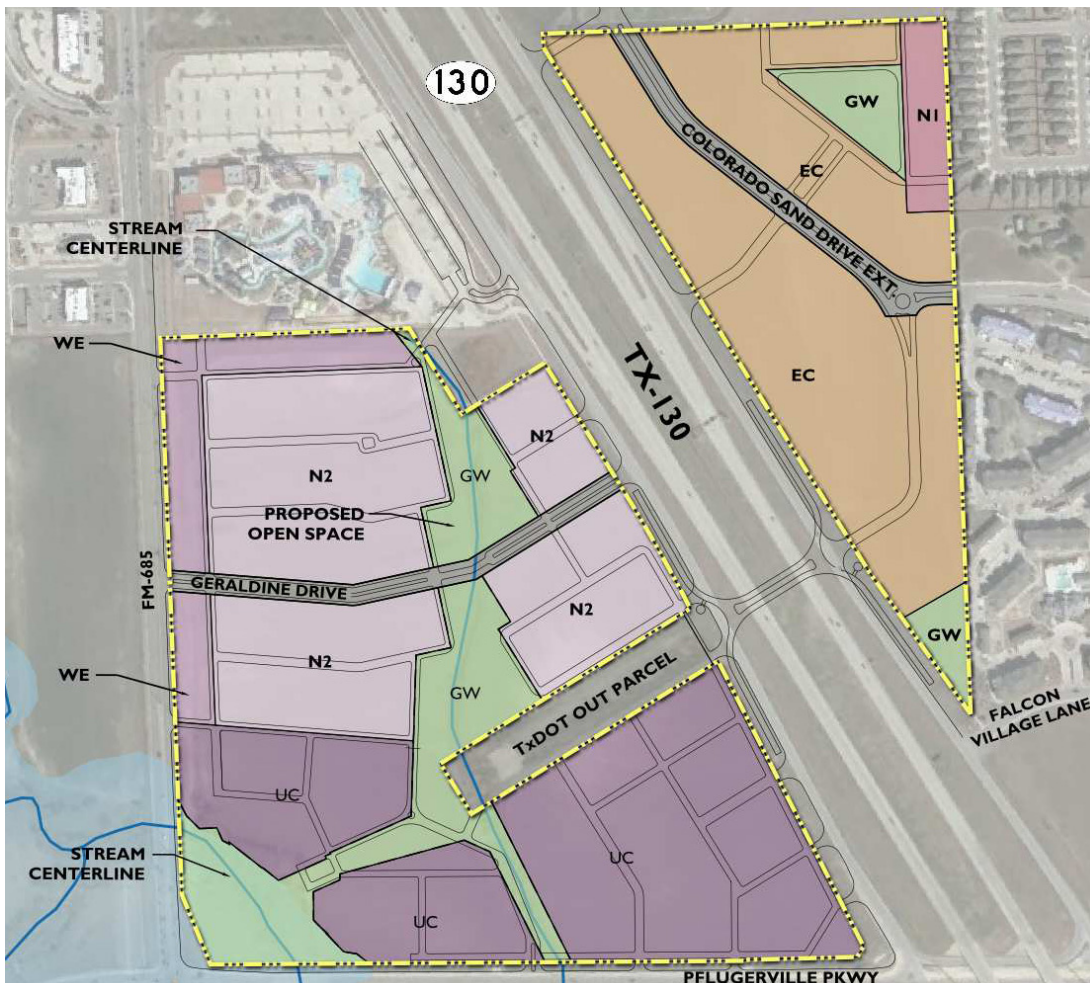 130
GW
N1
COLORADO SAND DRIVE EXT.
EC
STREAM
CENTERLINE
WE
TX-130
EC
N2
N2
GW
PROPOSED
OPEN SPACE
FM-685
GERALDINE DRIVE
N2
N2
GW
WE
GW
TxDOT OUT PARCEL
FALCON
VILLAGE LANE
UC
STREAM
CENTERLINE
UC
UC
PFLUGERVILLE PKWY